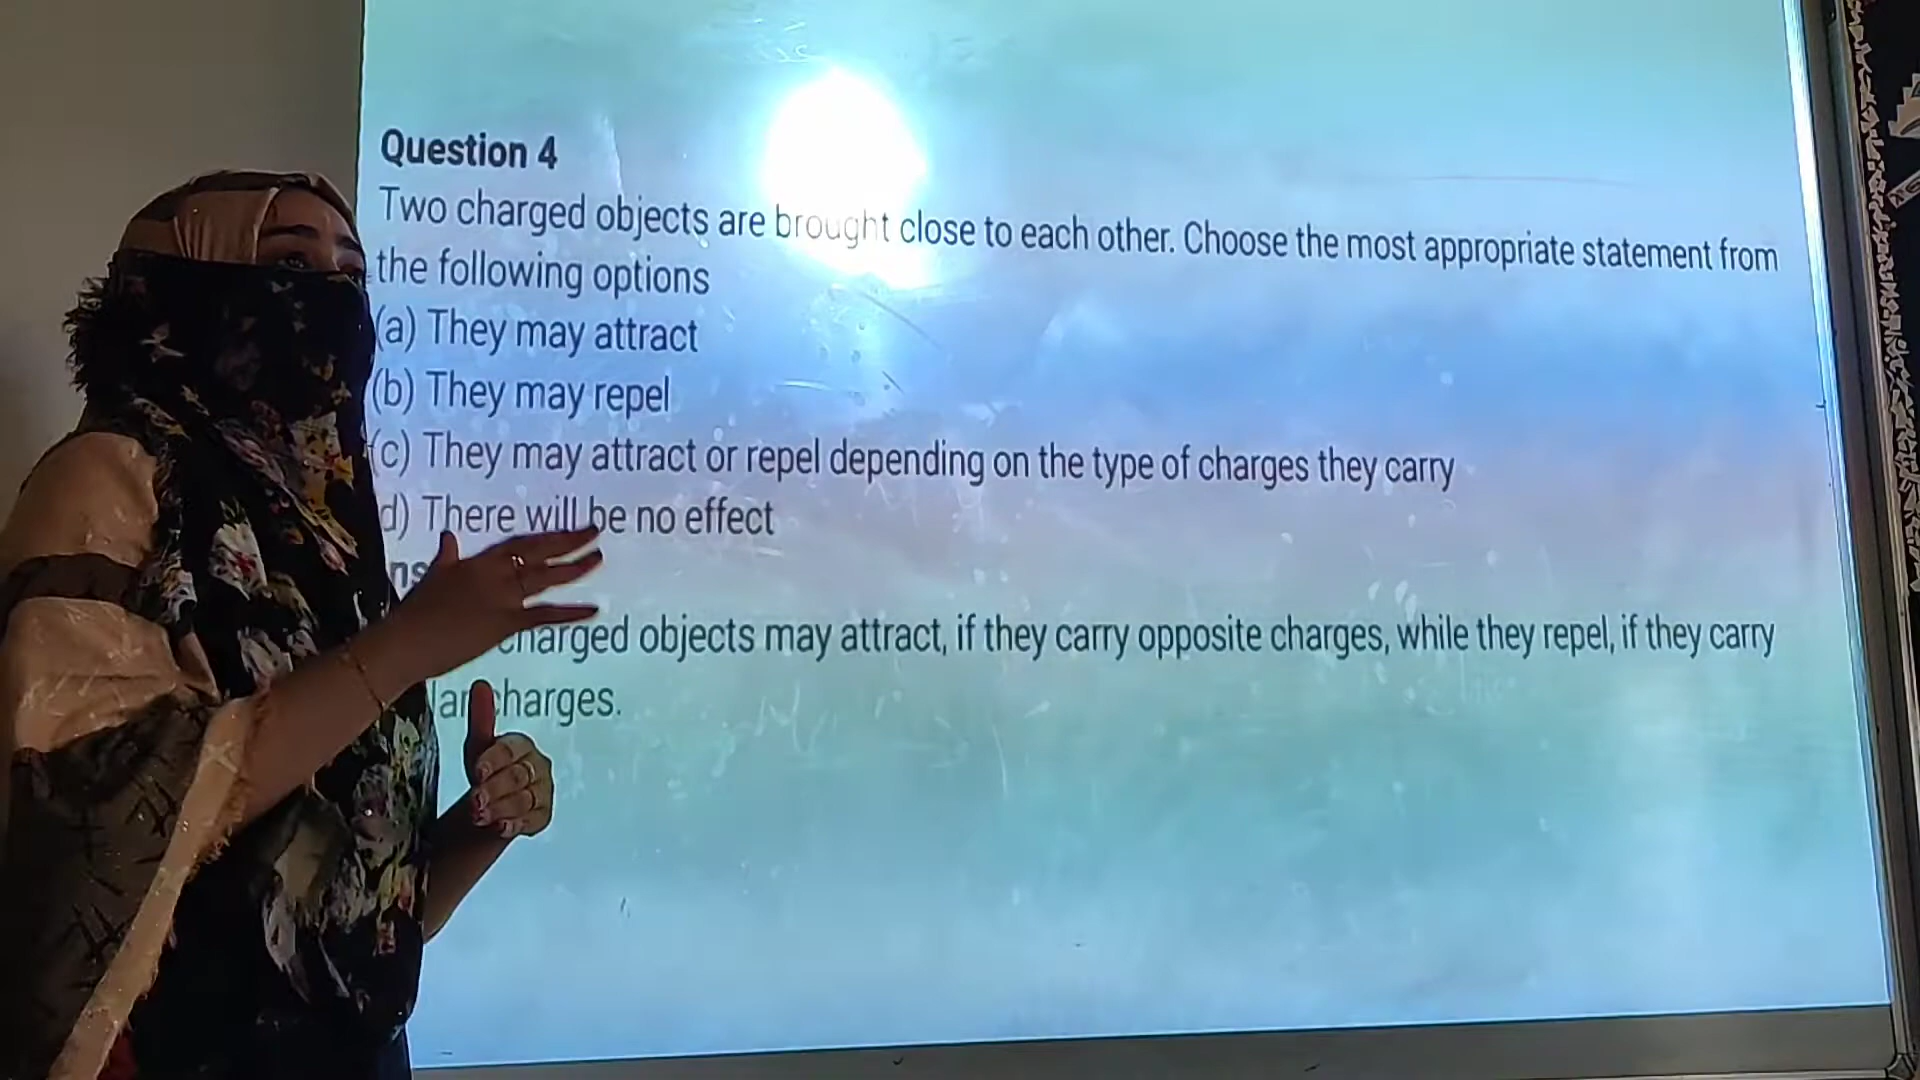 Question 4
Two charged objects are brought close to each other. Choose the most appropriate statement from
the following options
(a) They may attract
(b) They may repel
(c) They may attract or repel depending on the type of charges they carry
d) There will be no effect
charged objects may attract, if they carry opposite charges, while they repel, if they carry
charges.